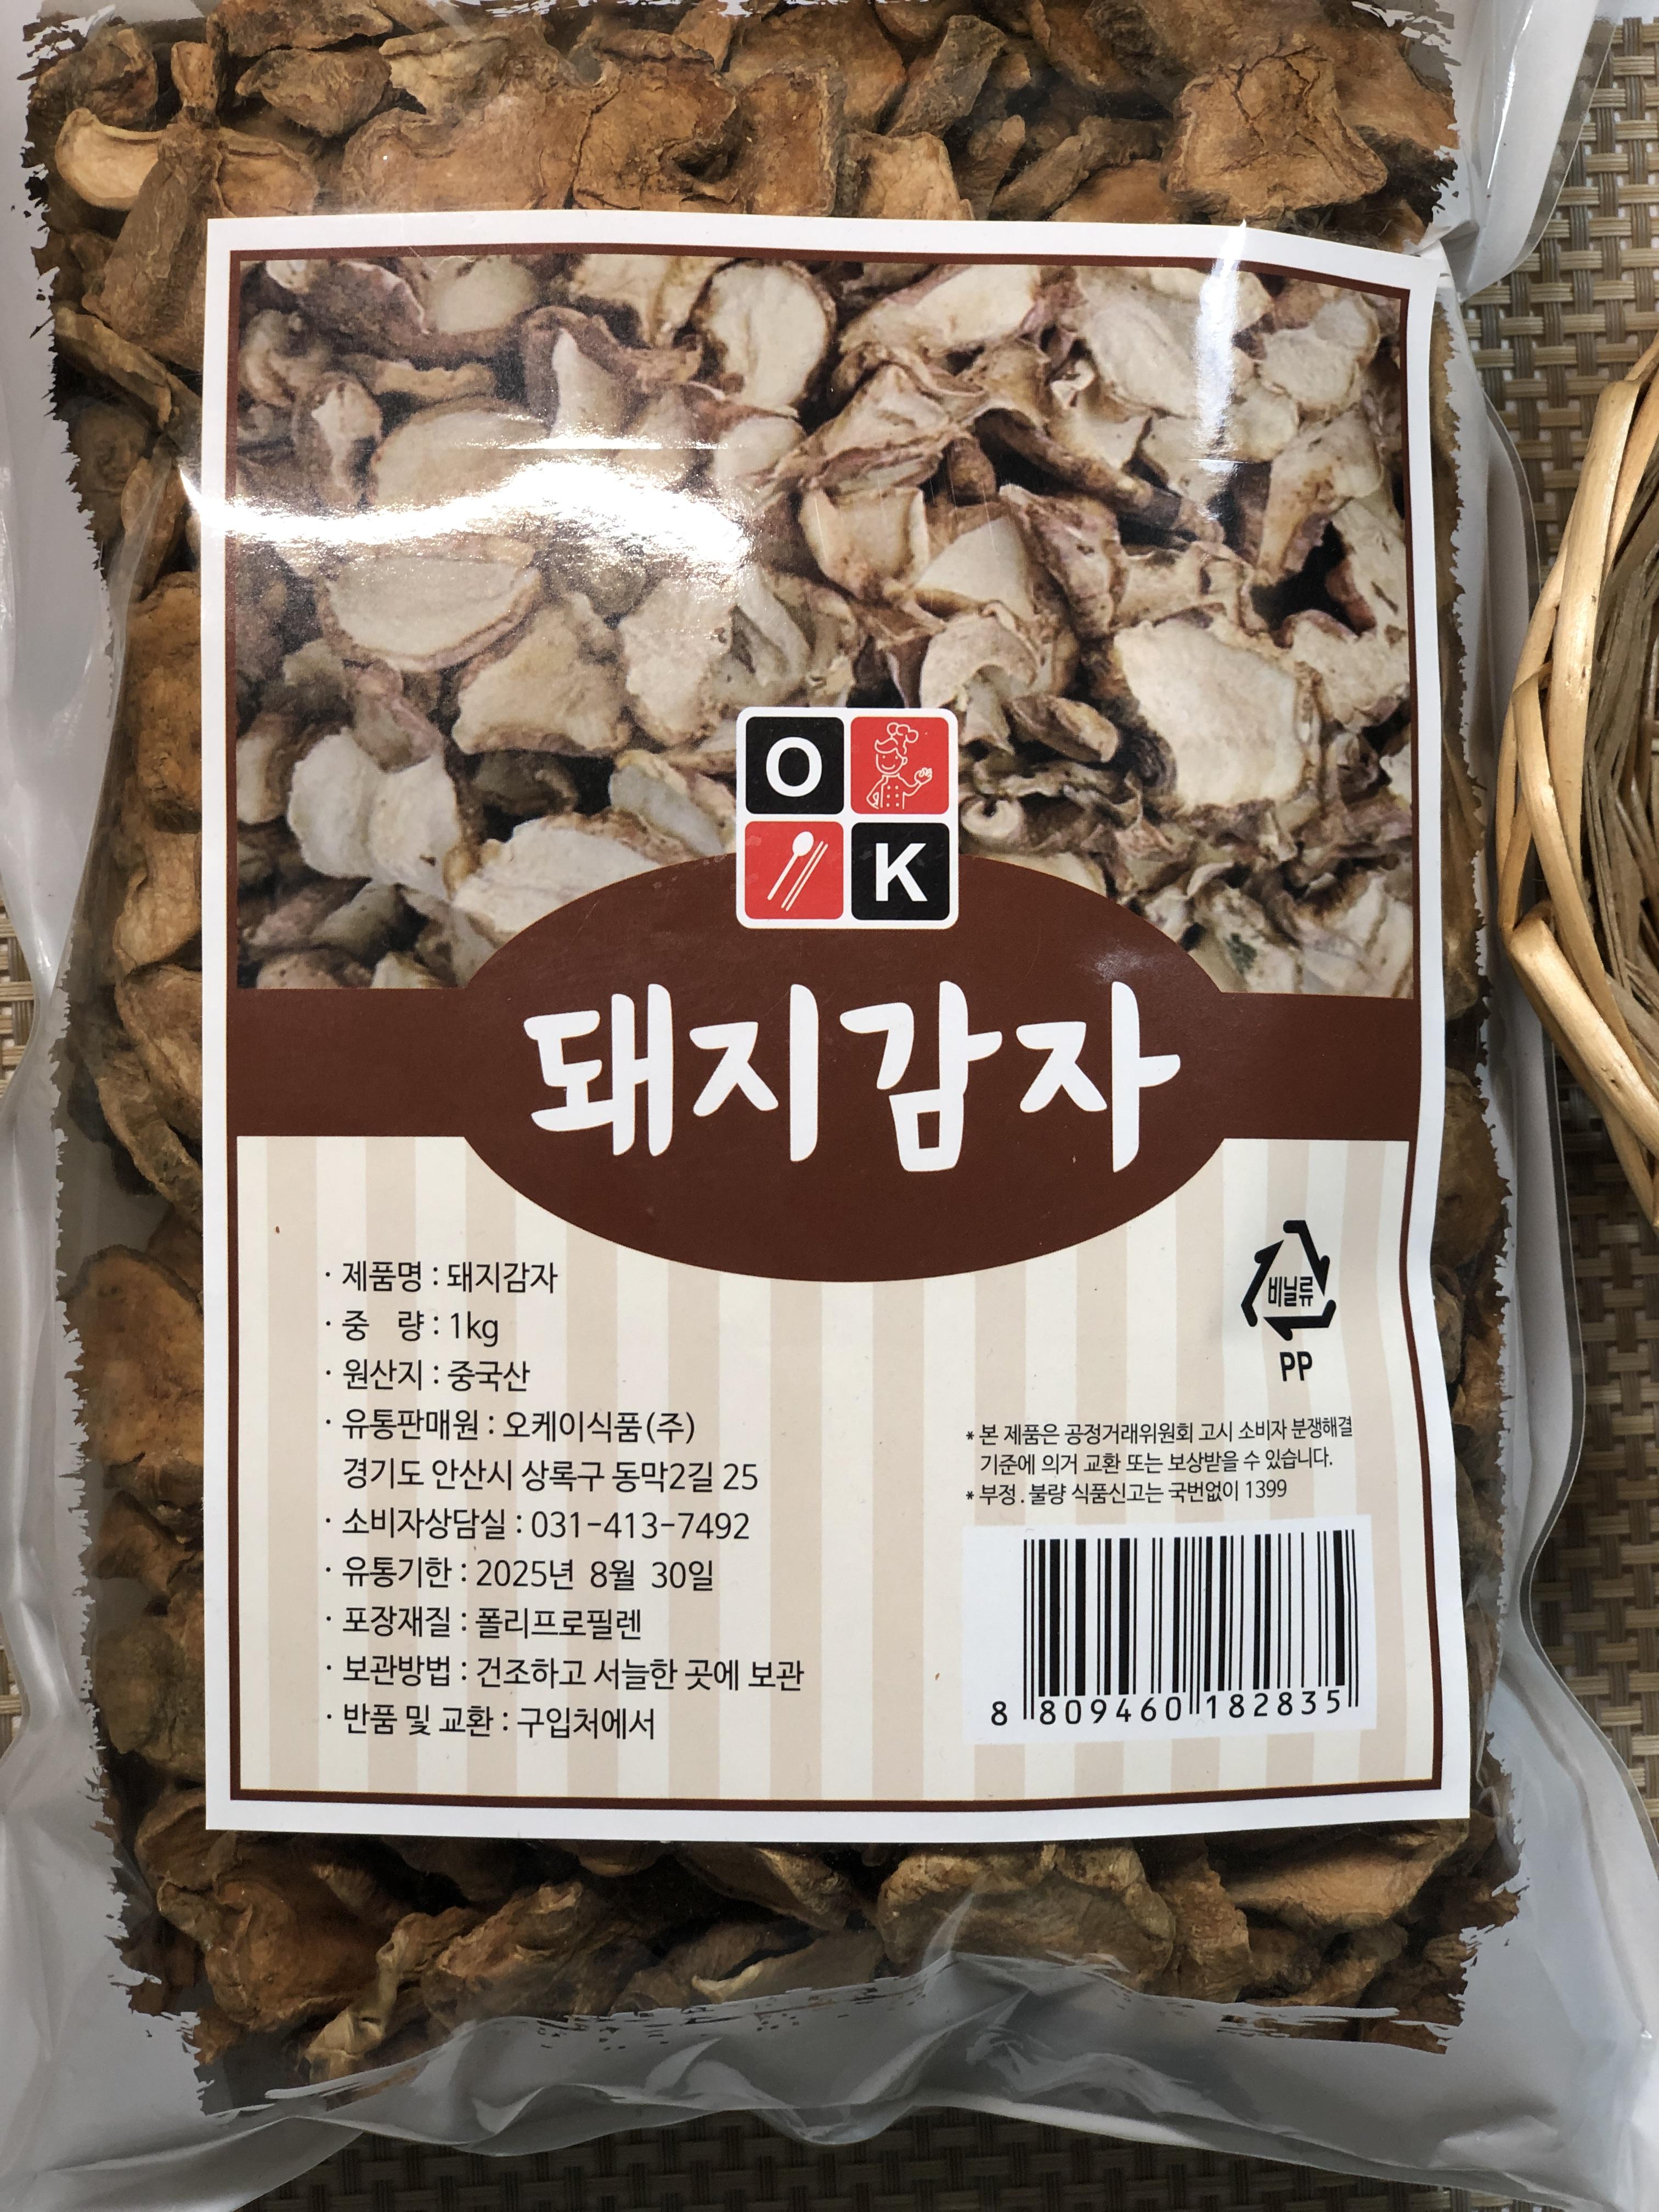 O
K
돼지감자
· 제품명 : 돼지감자
· 중 량 : 1kg
· 원산지 : 중국산
· 유통판매원 : 오케이식품(주)
경기도 안산시 상록구 동막2길 25
· 소비자상담실 : 031-413-7492
· 유통기한 : 2025년 8월 30일
· 포장재질 : 폴리프로필렌
· 보관방법 : 건조하고 서늘한 곳에 보관
· 반품 및 교환 : 구입처에서
비닐류
PP
* 본 제품은 공정거래위원회 고시 소비자 분쟁해결
기준에 의거 교환 또는 보상받을 수 있습니다.
* 부정 . 불량 식품신고는 국번없이 1399
8 809460 182835